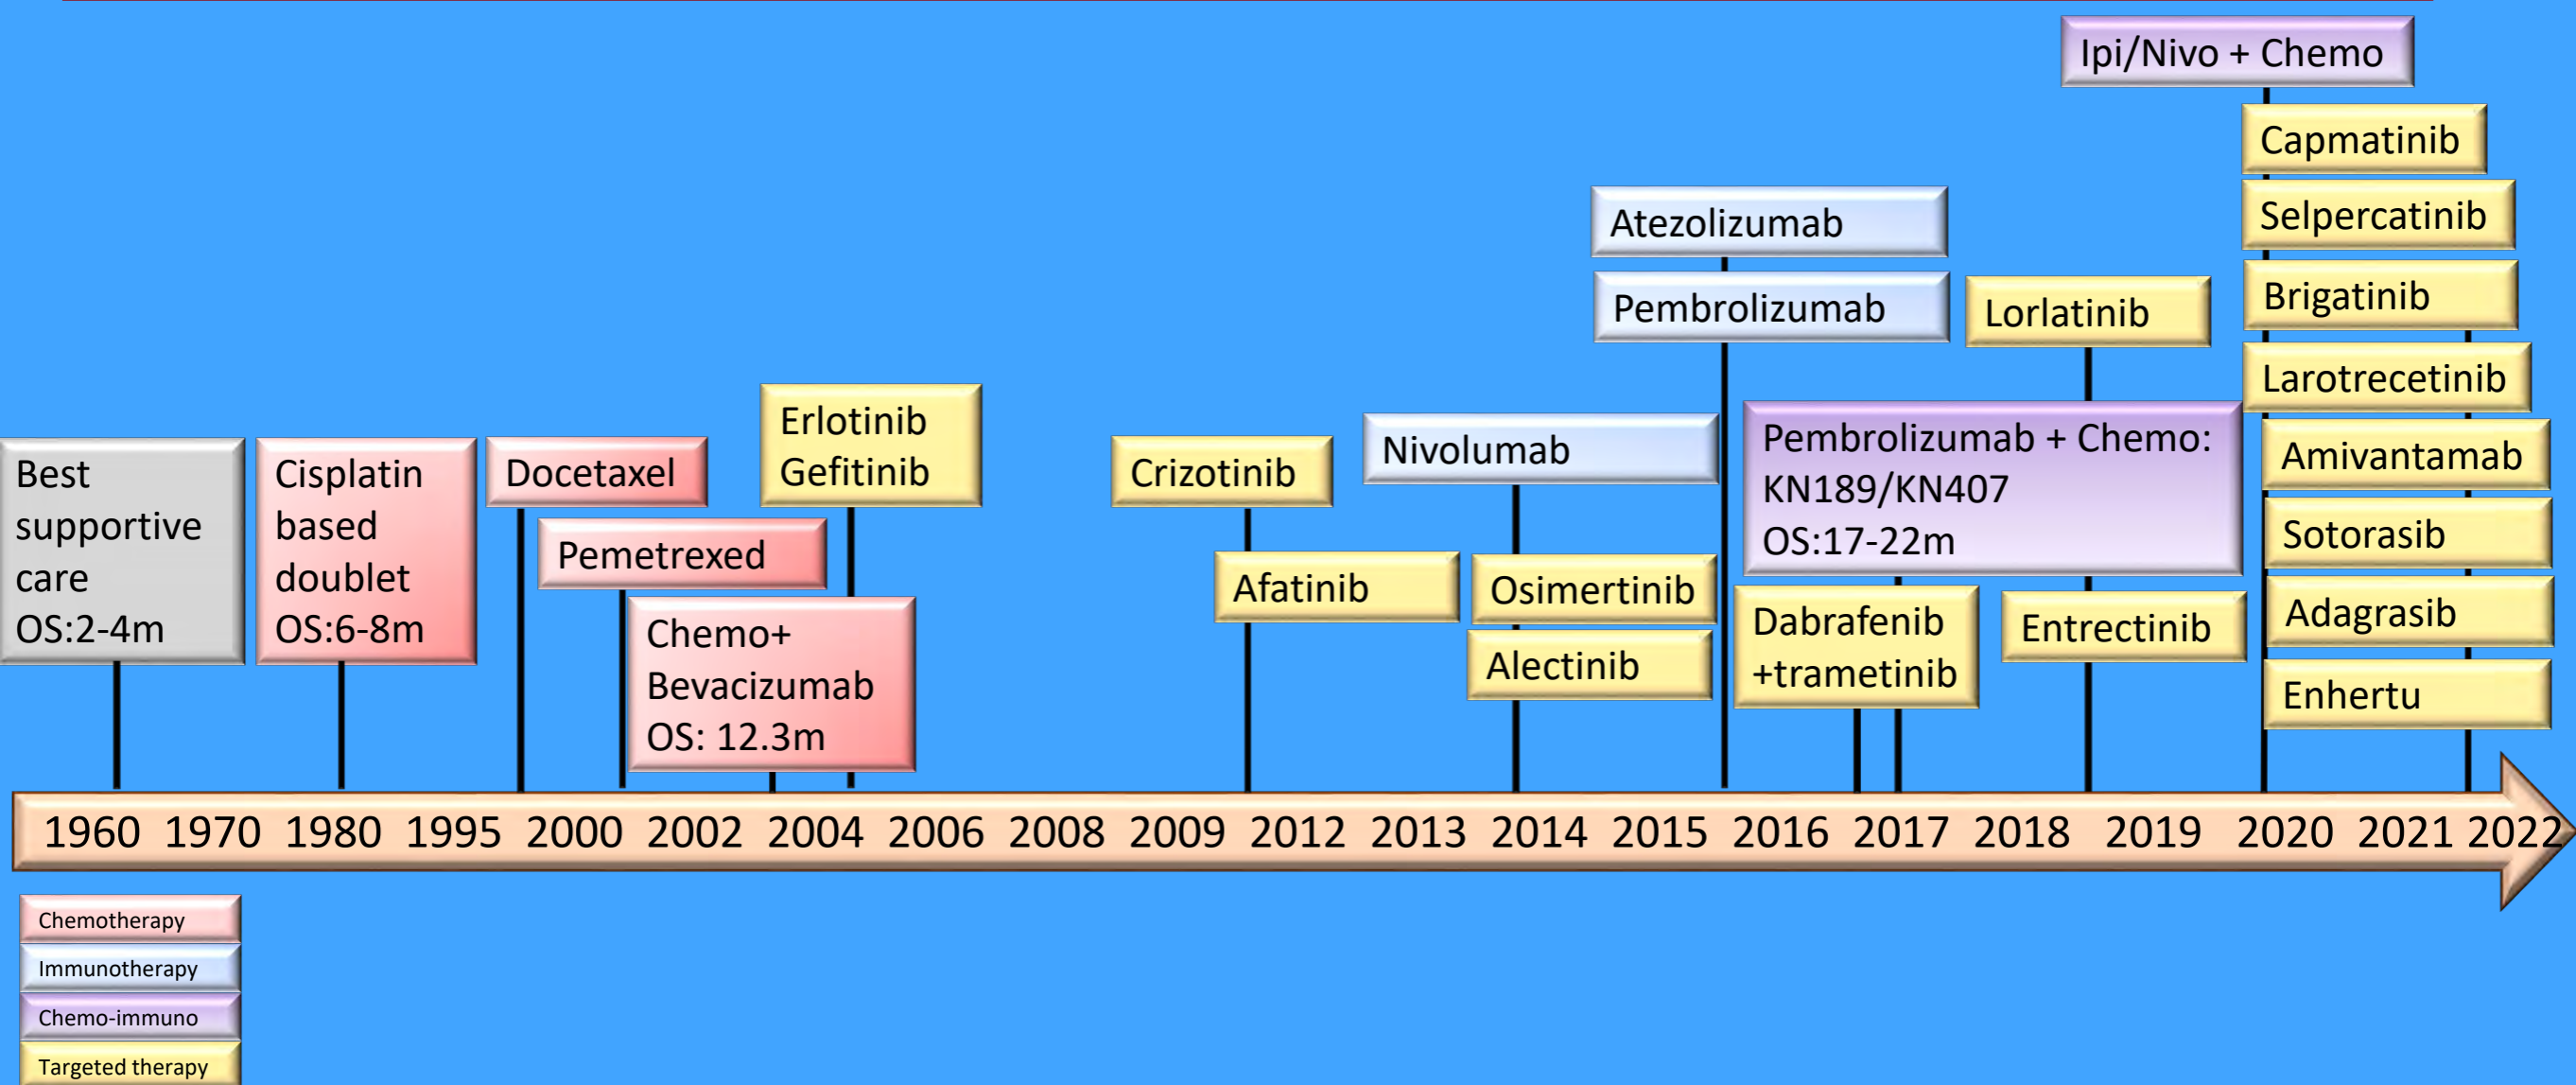 Ipi/Nivo + Chemo
Capmatinib
Selpercatinib
Brigatinib
Larotrecetinib
Amivantamab
Sotorasib
Adagrasib
Enhertu
Atezolizumab
Pembrolizumab
Lorlatinib
Pembrolizumab + Chemo:
KN189/KN407
OS:17-22m
Dabrafenib
+trametinib
Entrectinib
Nivolumab
Osimertinib
Alectinib
Crizotinib
Afatinib
Erlotinib
Gefitinib
Docetaxel
Pemetrexed
Chemo+
Bevacizumab
OS: 12.3m
Cisplatin
based
doublet
OS:6-8m
Best
supportive
care
OS:2-4m
1960 1970 1980 1995 2000 2002 2004 2006 2008 2009 2012 2013 2014 2015 2016 2017 2018 2019 2020 2021 2022
Chemotherapy
Immunotherapy
Chemo-immuno
Targeted therapy